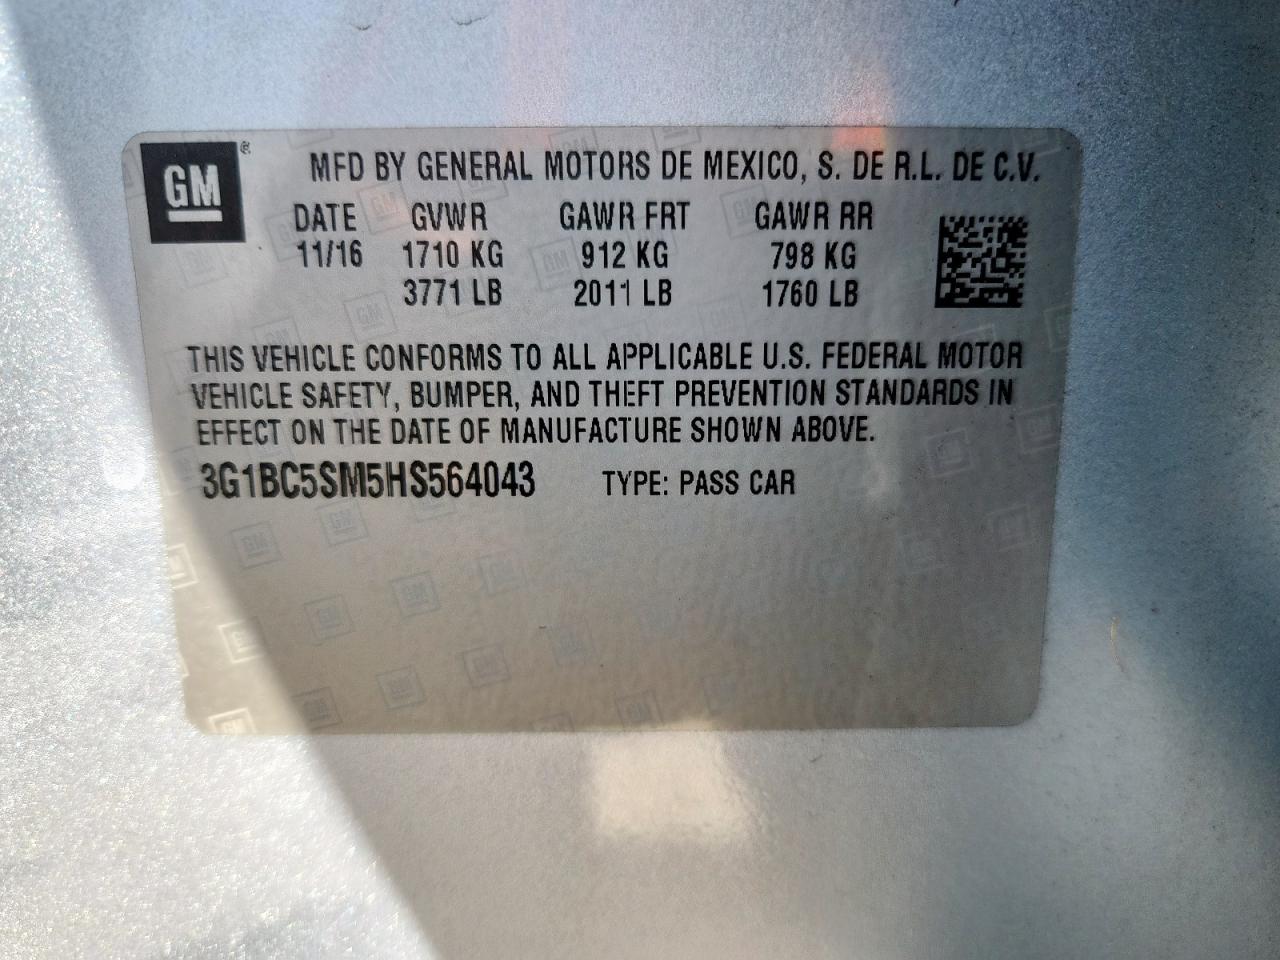 GM ®
MFD BY GENERAL MOTORS DE MEXICO, S. DE R.L. DE C.V.
DATE GVWR GAWR FRT GAWR RR
11/16 1710 KG 912 KG 798 KG
3771 LB 2011 LB 1760 LB
THIS VEHICLE CONFORMS TO ALL APPLICABLE U.S. FEDERAL MOTOR
VEHICLE SAFETY, BUMPER, AND THEFT PREVENTION STANDARDS IN
EFFECT ON THE DATE OF MANUFACTURE SHOWN ABOVE.
3G1BC5SM5HS564043 TYPE: PASS CAR